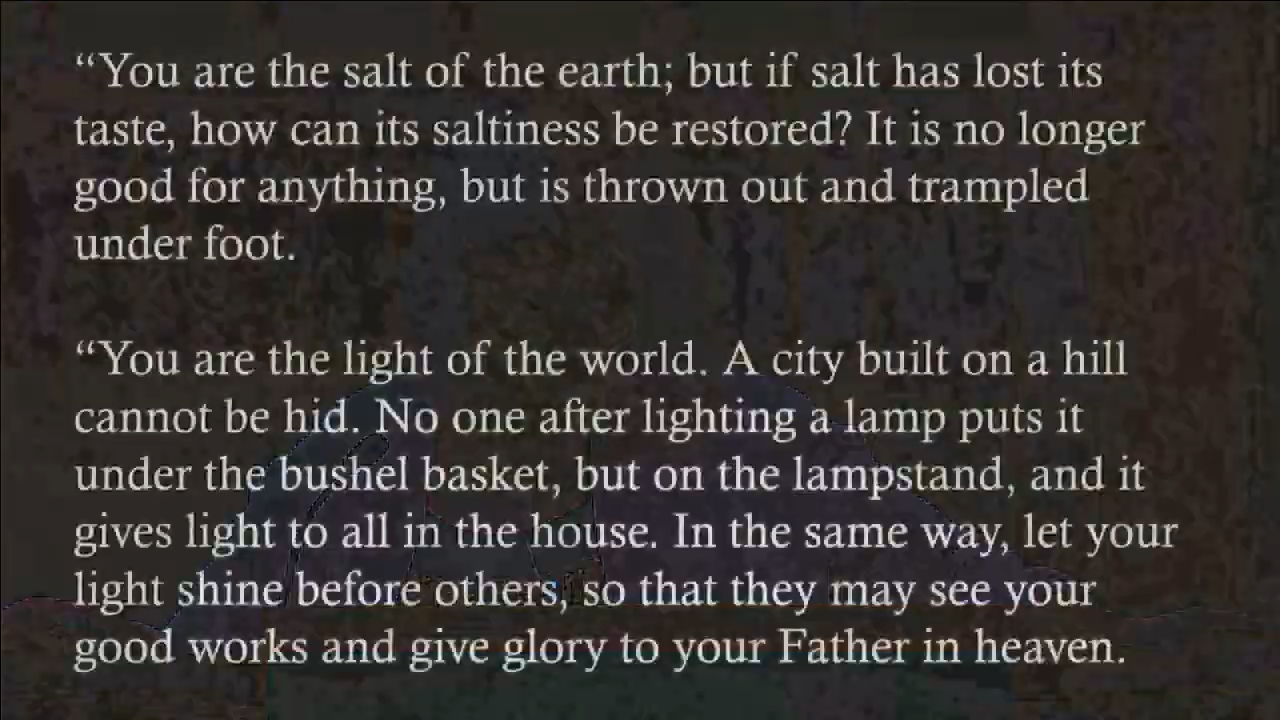 “You are the salt of the earth; but if salt has lost its
taste, how can its saltiness be restored? It is no longer
good for anything, but is thrown out and trampled
under foot.
“You are the light of the world. A city built on a hill
cannot be hid. No one after lighting a lamp puts it
under the bushel basket, but on the lampstand, and it
gives light to all in the house. In the same way, let your
light shine before others, so that they may see your
good works and give glory to your Father in heaven.